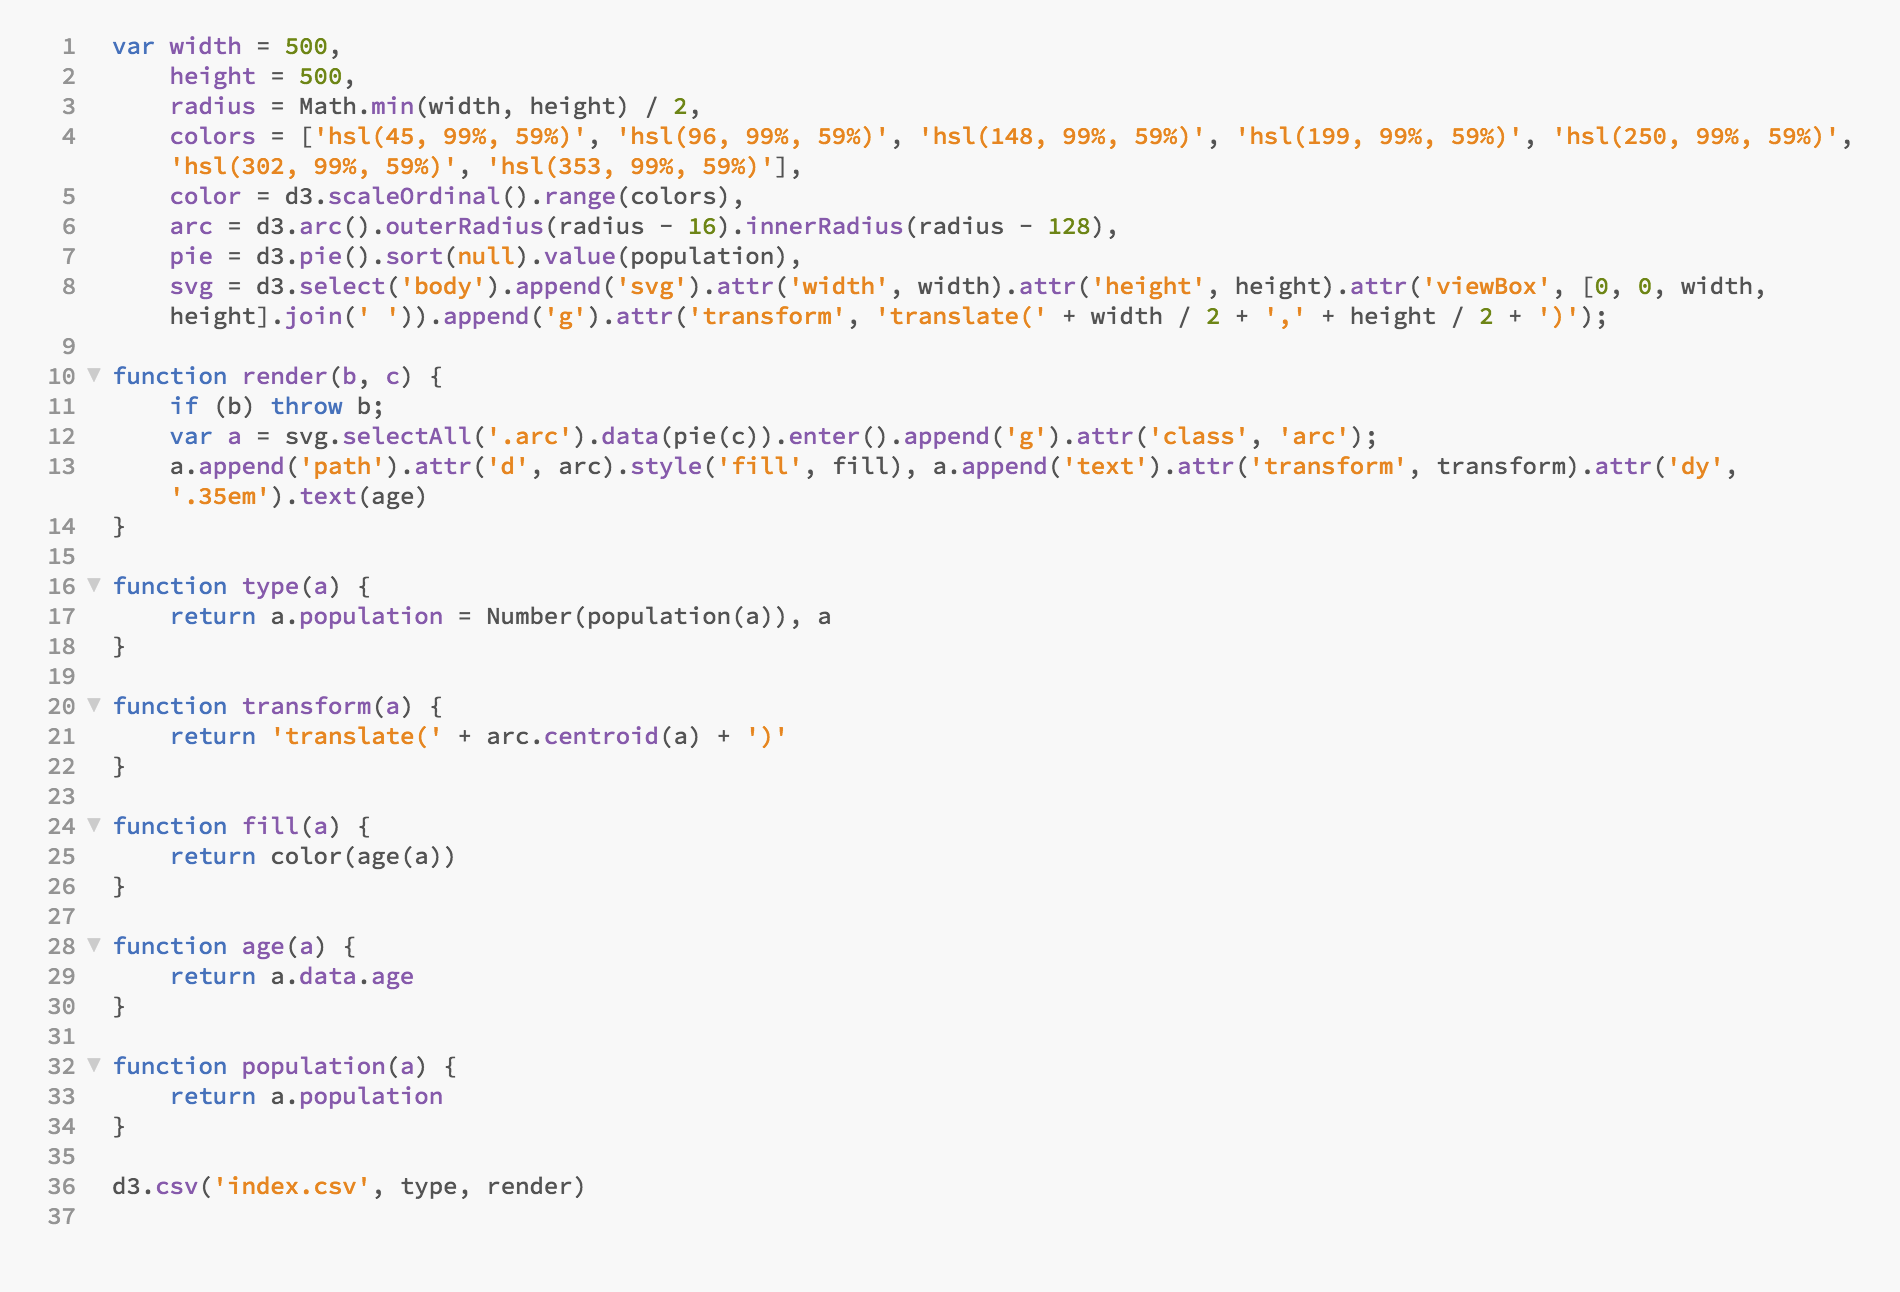 1 var width = 500,
2     height = 500,
3     radius = Math.min(width, height) / 2,
4     colors = ['hsl(45, 99%, 59%)', 'hsl(96, 99%, 59%)', 'hsl(148, 99%, 59%)', 'hsl(199, 99%, 59%)', 'hsl(250, 99%, 59%)',
    'hsl(302, 99%, 59%)', 'hsl(353, 99%, 59%)'],
5     color = d3.scaleOrdinal().range(colors),
6     arc = d3.arc().outerRadius(radius - 16).innerRadius(radius - 128),
7     pie = d3.pie().sort(null).value(population),
8     svg = d3.select('body').append('svg').attr('width', width).attr('height', height).attr('viewBox', [0, 0, width,
    height].join(' ')).append('g').attr('transform', 'translate(' + width / 2 + ',' + height / 2 + ')');
9
10 function render(b, c) {
11     if (b) throw b;
12     var a = svg.selectAll('.arc').data(pie(c)).enter().append('g').attr('class', 'arc');
13     a.append('path').attr('d', arc).style('fill', fill), a.append('text').attr('transform', transform).attr('dy',
    '.35em').text(age)
14 }
15
16 function type(a) {
17     return a.population = Number(population(a)), a
18 }
19
20 function transform(a) {
21     return 'translate(' + arc.centroid(a) + ')'
22 }
23
24 function fill(a) {
25     return color(age(a))
26 }
27
28 function age(a) {
29     return a.data.age
30 }
31
32 function population(a) {
33     return a.population
34 }
35
36 d3.csv('index.csv', type, render)
37